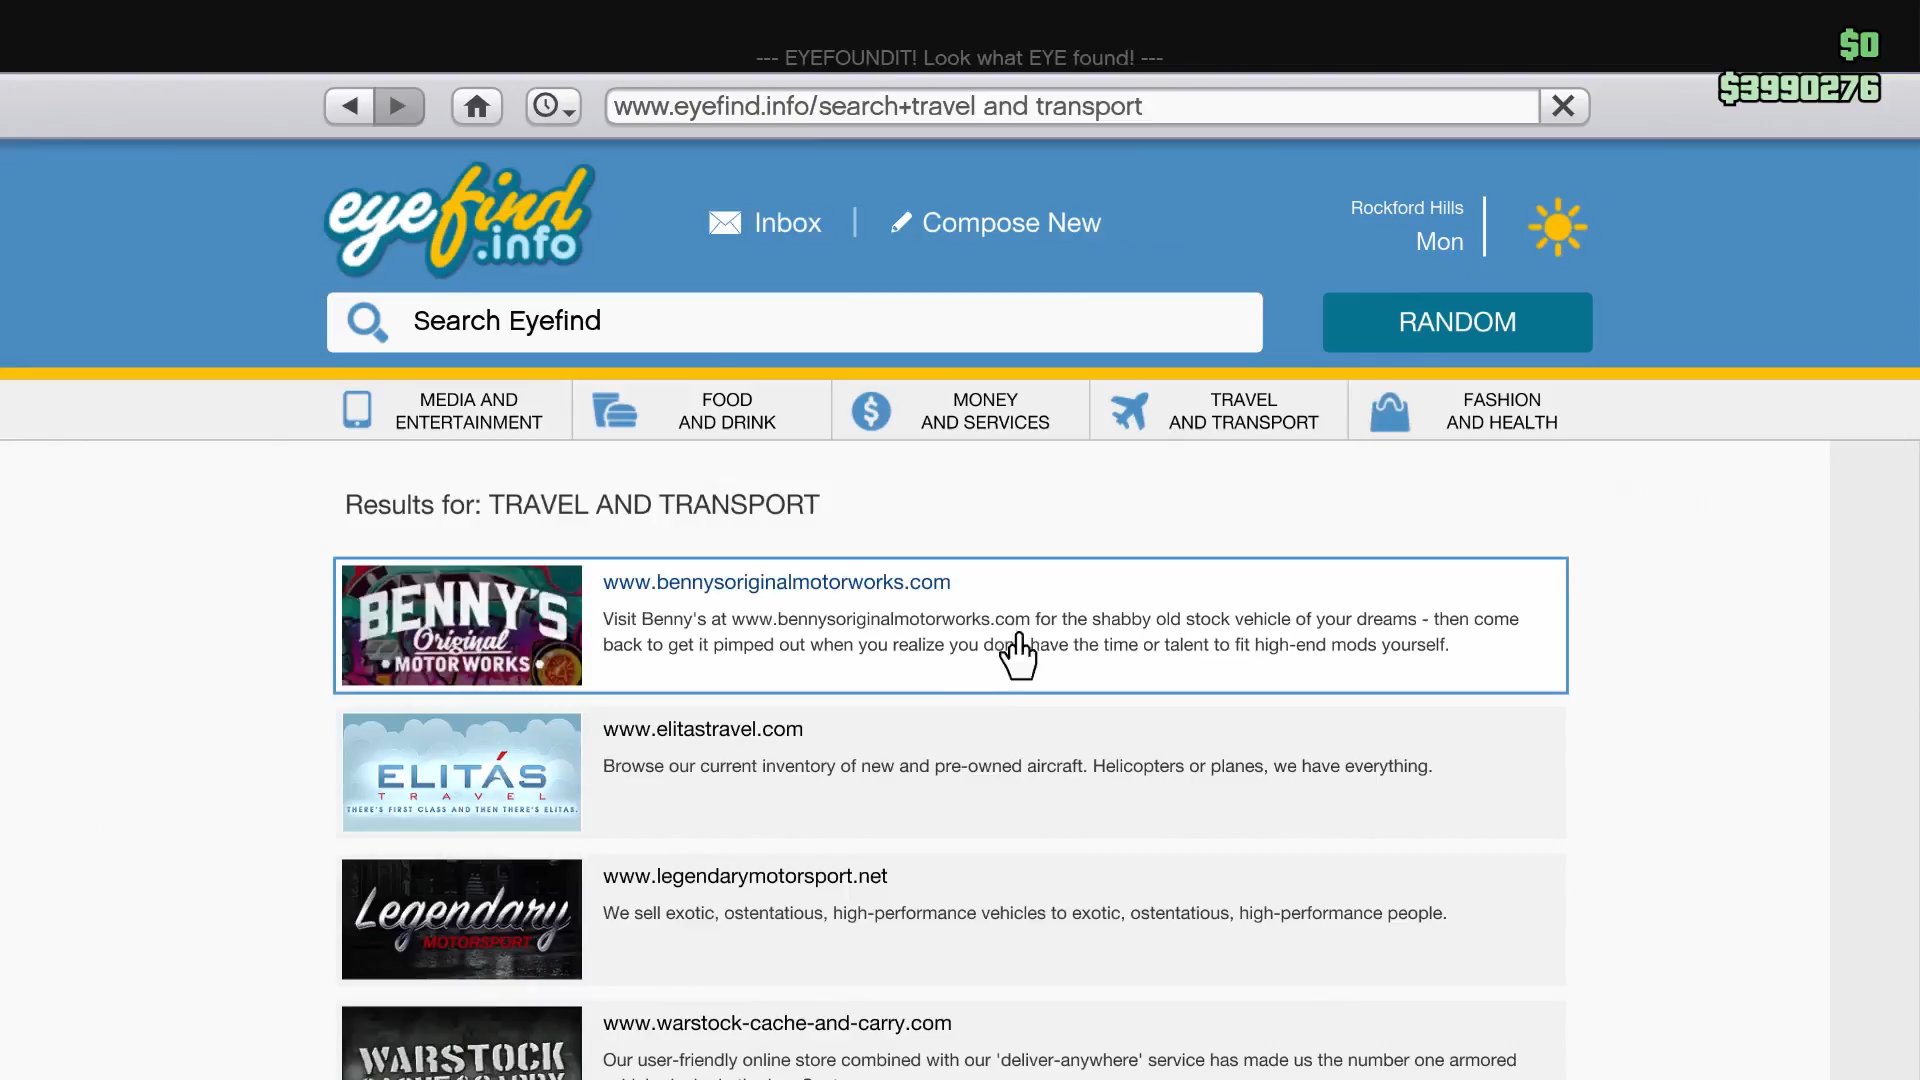 --- EYEFOUNDIT! Look what EYE found! ---
$0
$3990276
www.eyefind.info/search+travel and transport
eyefind
.info
Inbox
Compose New
Rockford Hills
Mon
Search Eyefind
RANDOM
MEDIA AND
ENTERTAINMENT
FOOD
AND DRINK
MONEY
AND SERVICES
TRAVEL
AND TRANSPORT
FASHION
AND HEALTH
Results for: TRAVEL AND TRANSPORT
BENNY'S
Original
MOTOR WORKS
www.bennysoriginalmotorworks.com
Visit Benny's at www.bennysoriginalmotorworks.com for the shabby old stock vehicle of your dreams - then come
back to get it pimped out when you realize you don't have the time or talent to fit high-end mods yourself.
ELITÁS
TRAVEL
THERE'S FIRST CLASS AND THEN THERE'S ELITAS.
www.elitastravel.com
Browse our current inventory of new and pre-owned aircraft. Helicopters or planes, we have everything.
Legendary
MOTORSPORT
www.legendarymotorsport.net
We sell exotic, ostentatious, high-performance vehicles to exotic, ostentatious, high-performance people.
WARSTOCK
www.warstock-cache-and-carry.com
Our user-friendly online store combined with our 'deliver-anywhere' service has made us the number one armored